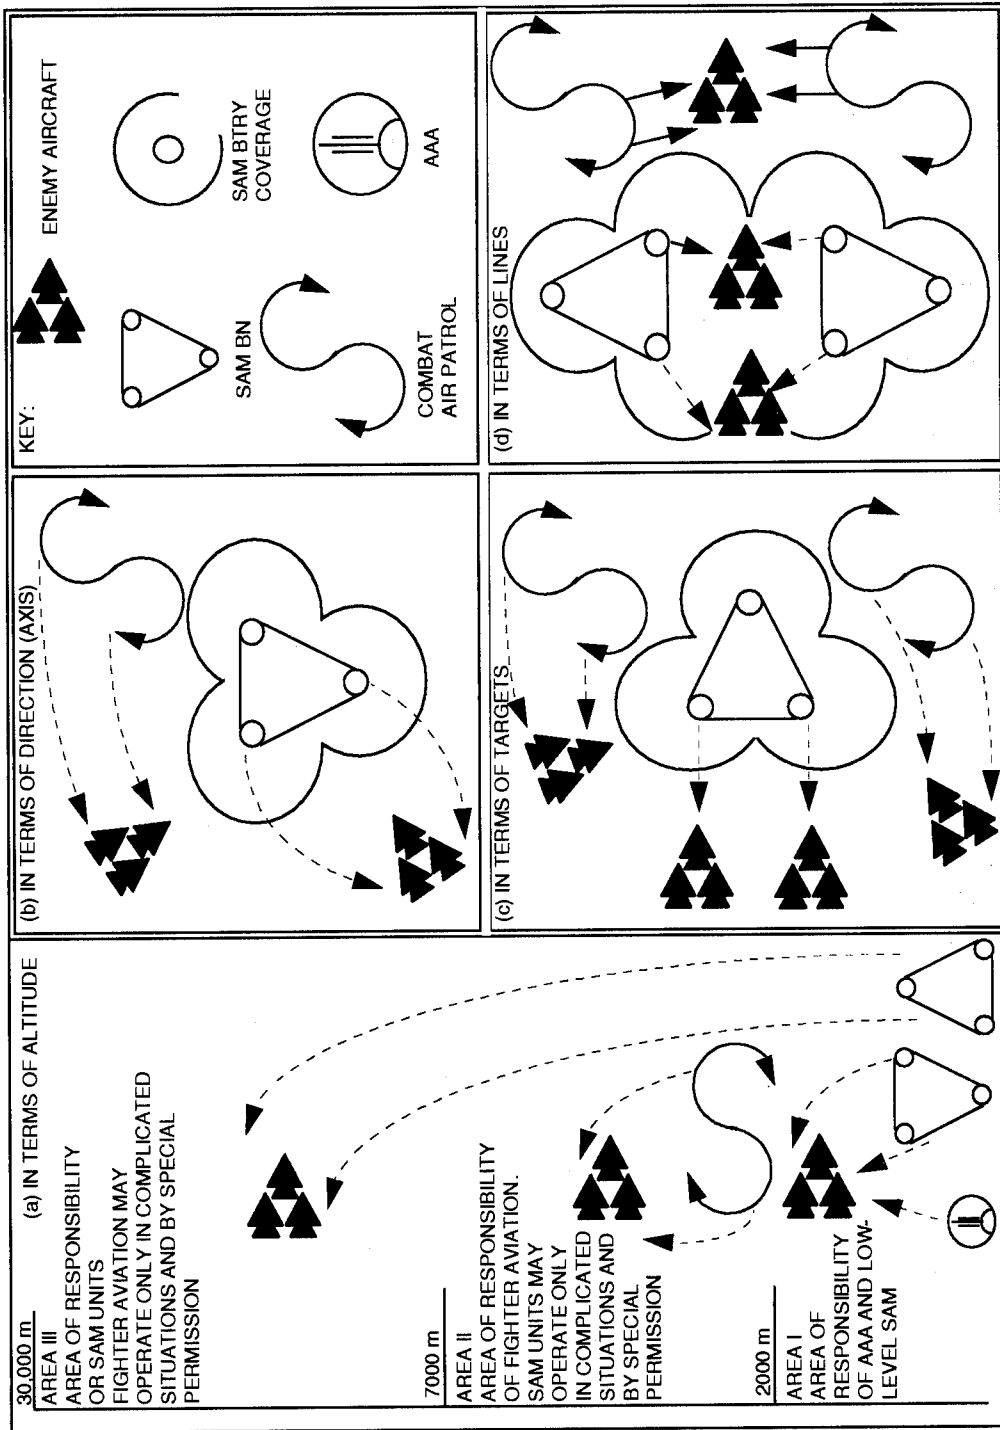 (a) IN TERMS OF ALTITUDE
30,000 m
AREA III
AREA OF RESPONSIBILITY
OR SAM UNITS
FIGHTER AVIATION MAY
OPERATE ONLY IN COMPLICATED
SITUATIONS AND BY SPECIAL
PERMISSION
7000 m
AREA II
AREA OF RESPONSIBILITY
OF FIGHTER AVIATION.
SAM UNITS MAY
OPERATE ONLY
IN COMPLICATED
SITUATIONS AND
BY SPECIAL
PERMISSION
2000 m
AREA I
AREA OF
RESPONSIBILITY
OF AAA AND LOW-
LEVEL SAM
(b) IN TERMS OF DIRECTION (AXIS)
(c) IN TERMS OF TARGETS
KEY:
ENEMY AIRCRAFT
SAM BN
SAM BTRY
COVERAGE
COMBAT
AIR PATROL
AAA
(d) IN TERMS OF LINES